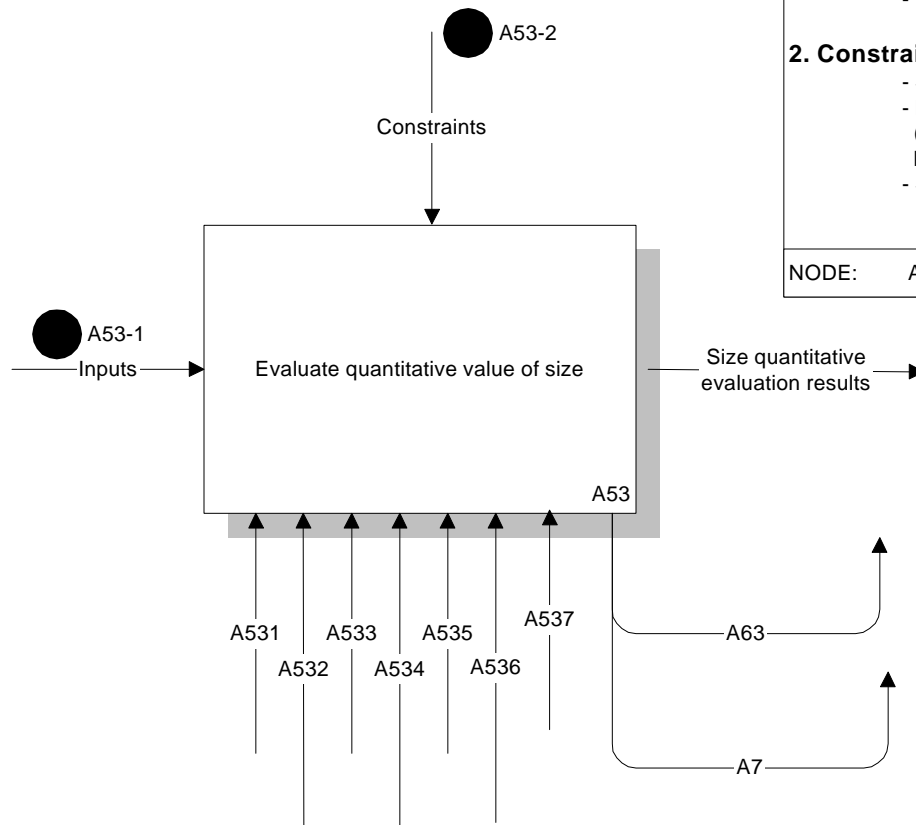 A53-2
2. Constrai
Constraints
NODE: A
A53-1
Inputs
Evaluate quantitative value of size
Size quantitative
evaluation results
A53
A531
A533
A535
A537
A532
A534
A536
A63
A7